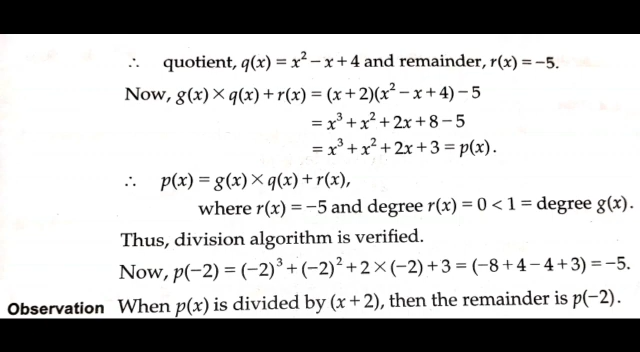 ∴ quotient, q(x) = x² − x + 4 and remainder, r(x) = −5.
Now, g(x) × q(x) + r(x) = (x + 2)(x² − x + 4) − 5
= x³ + x² + 2x + 8 − 5
= x³ + x² + 2x + 3 = p(x).
∴ p(x) = g(x) × q(x) + r(x),
where r(x) = −5 and degree r(x) = 0 < 1 = degree g(x).
Thus, division algorithm is verified.
Now, p(−2) = (−2)³ + (−2)² + 2 × (−2) + 3 = (−8 + 4 − 4 + 3) = −5.
Observation When p(x) is divided by (x + 2), then the remainder is p(−2).